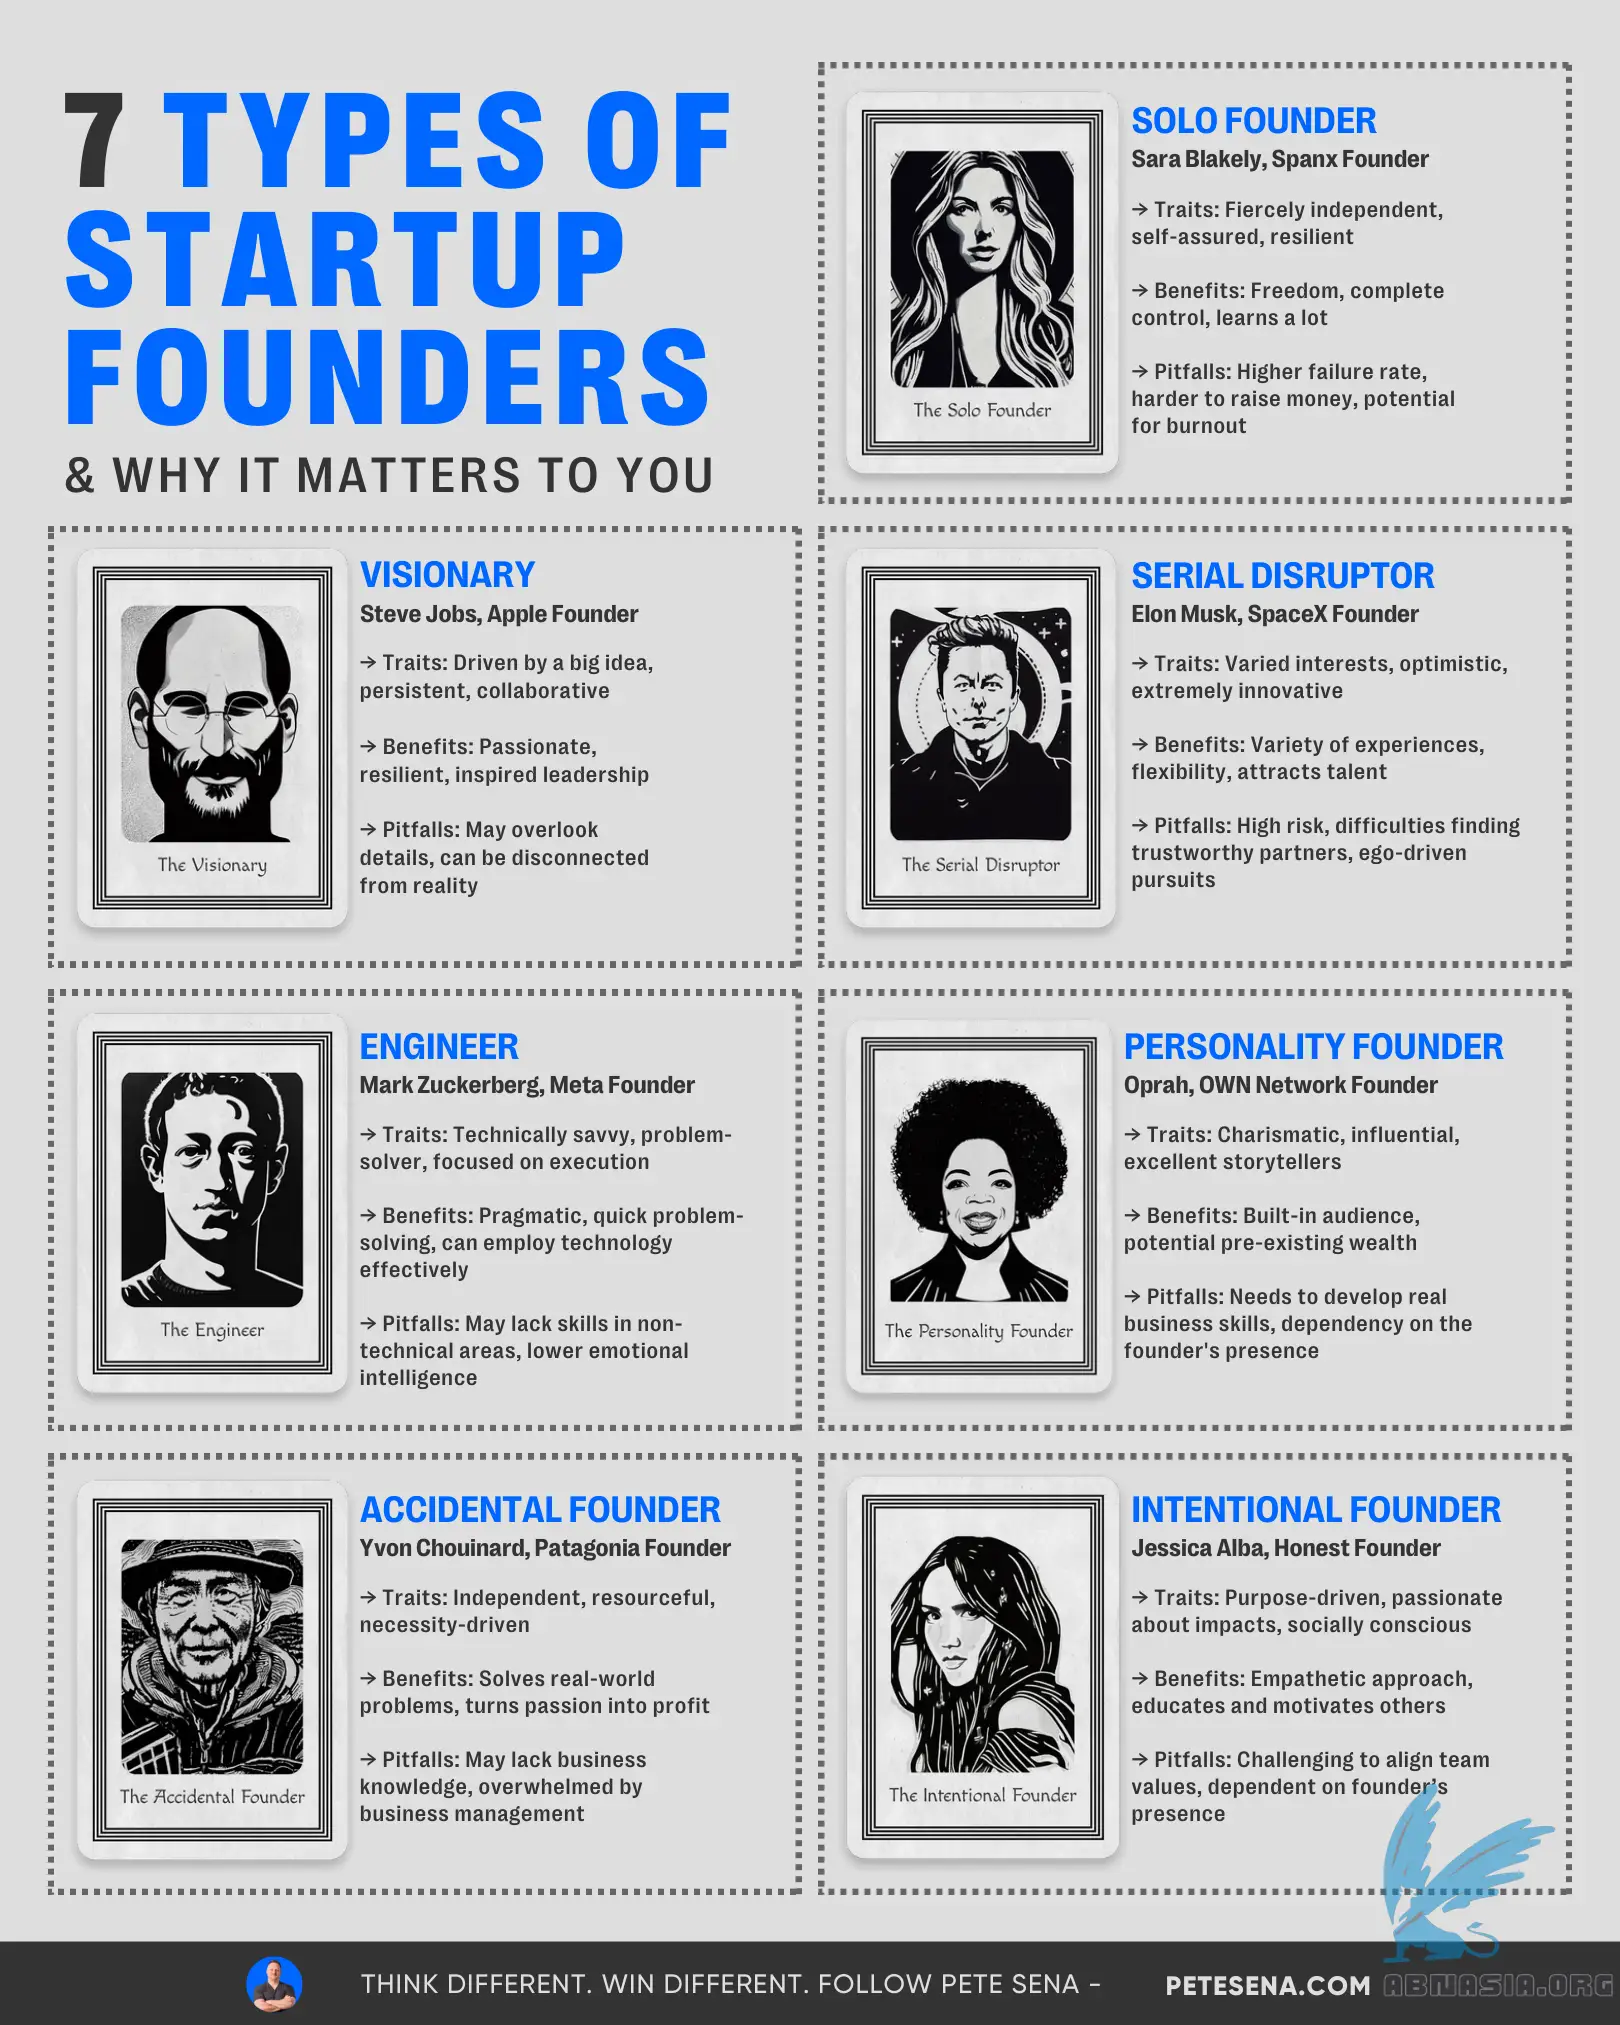 7 TYPES OF
STARTUP
FOUNDERS
& WHY IT MATTERS TO YOU
The Solo Founder
SOLO FOUNDER
Sara Blakely, Spanx Founder
→ Traits: Fiercely independent,
self-assured, resilient
→ Benefits: Freedom, complete
control, learns a lot
→ Pitfalls: Higher failure rate,
harder to raise money, potential
for burnout
The Visionary
VISIONARY
Steve Jobs, Apple Founder
→ Traits: Driven by a big idea,
persistent, collaborative
→ Benefits: Passionate,
resilient, inspired leadership
→ Pitfalls: May overlook
details, can be disconnected
from reality
The Serial Disruptor
SERIAL DISRUPTOR
Elon Musk, SpaceX Founder
→ Traits: Varied interests, optimistic,
extremely innovative
→ Benefits: Variety of experiences,
flexibility, attracts talent
→ Pitfalls: High risk, difficulties finding
trustworthy partners, ego-driven
pursuits
The Engineer
ENGINEER
Mark Zuckerberg, Meta Founder
→ Traits: Technically savvy, problem-
solver, focused on execution
→ Benefits: Pragmatic, quick problem-
solving, can employ technology
effectively
→ Pitfalls: May lack skills in non-
technical areas, lower emotional
intelligence
The Personality Founder
PERSONALITY FOUNDER
Oprah, OWN Network Founder
→ Traits: Charismatic, influential,
excellent storytellers
→ Benefits: Built-in audience,
potential pre-existing wealth
→ Pitfalls: Needs to develop real
business skills, dependency on the
founder's presence
The Accidental Founder
ACCIDENTAL FOUNDER
Yvon Chouinard, Patagonia Founder
→ Traits: Independent, resourceful,
necessity-driven
→ Benefits: Solves real-world
problems, turns passion into profit
→ Pitfalls: May lack business
knowledge, overwhelmed by
business management
The Intentional Founder
INTENTIONAL FOUNDER
Jessica Alba, Honest Founder
→ Traits: Purpose-driven, passionate
about impacts, socially conscious
→ Benefits: Empathetic approach,
educates and motivates others
→ Pitfalls: Challenging to align team
values, dependent on founder's
presence
THINK DIFFERENT. WIN DIFFERENT. FOLLOW PETE SENA -
PETESENA.COM
ABNASIA.ORG